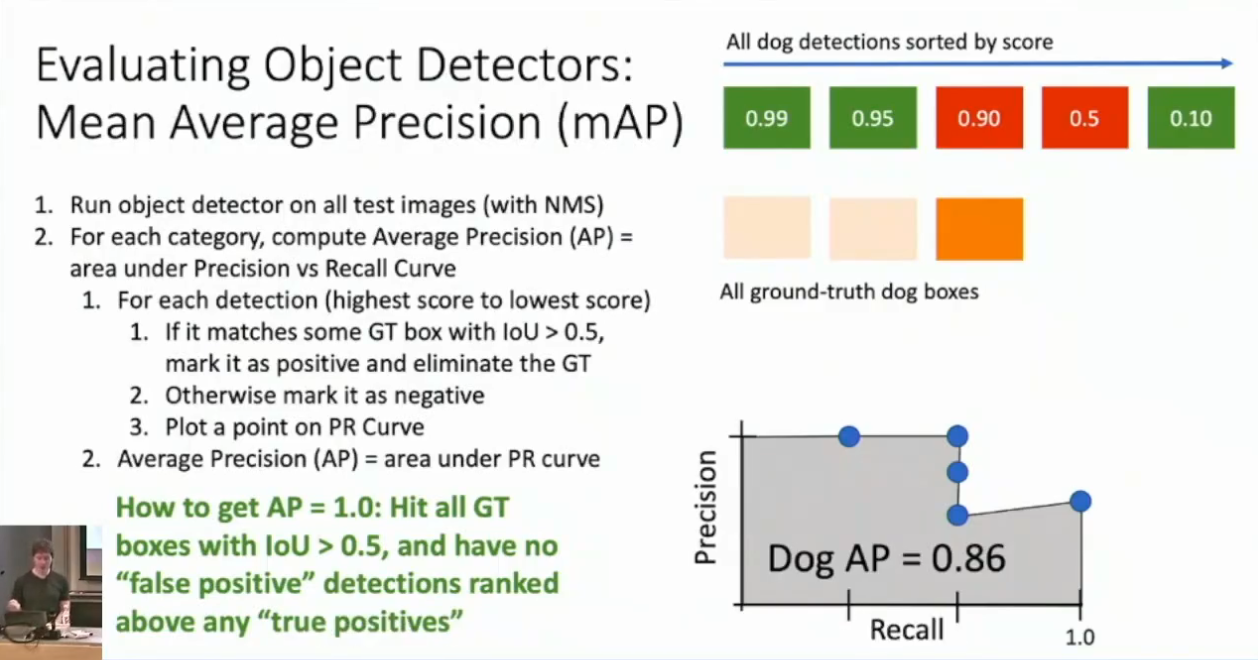 Evaluating Object Detectors:
Mean Average Precision (mAP)
1. Run object detector on all test images (with NMS)
2. For each category, compute Average Precision (AP) =
area under Precision vs Recall Curve
1. For each detection (highest score to lowest score)
1. If it matches some GT box with IoU > 0.5,
mark it as positive and eliminate the GT
2. Otherwise mark it as negative
3. Plot a point on PR Curve
2. Average Precision (AP) = area under PR curve
How to get AP = 1.0: Hit all GT
boxes with IoU > 0.5, and have no
“false positive” detections ranked
above any “true positives”
All dog detections sorted by score
0.99 0.95 0.90 0.5 0.10
All ground-truth dog boxes
Precision
Dog AP = 0.86
Recall
1.0